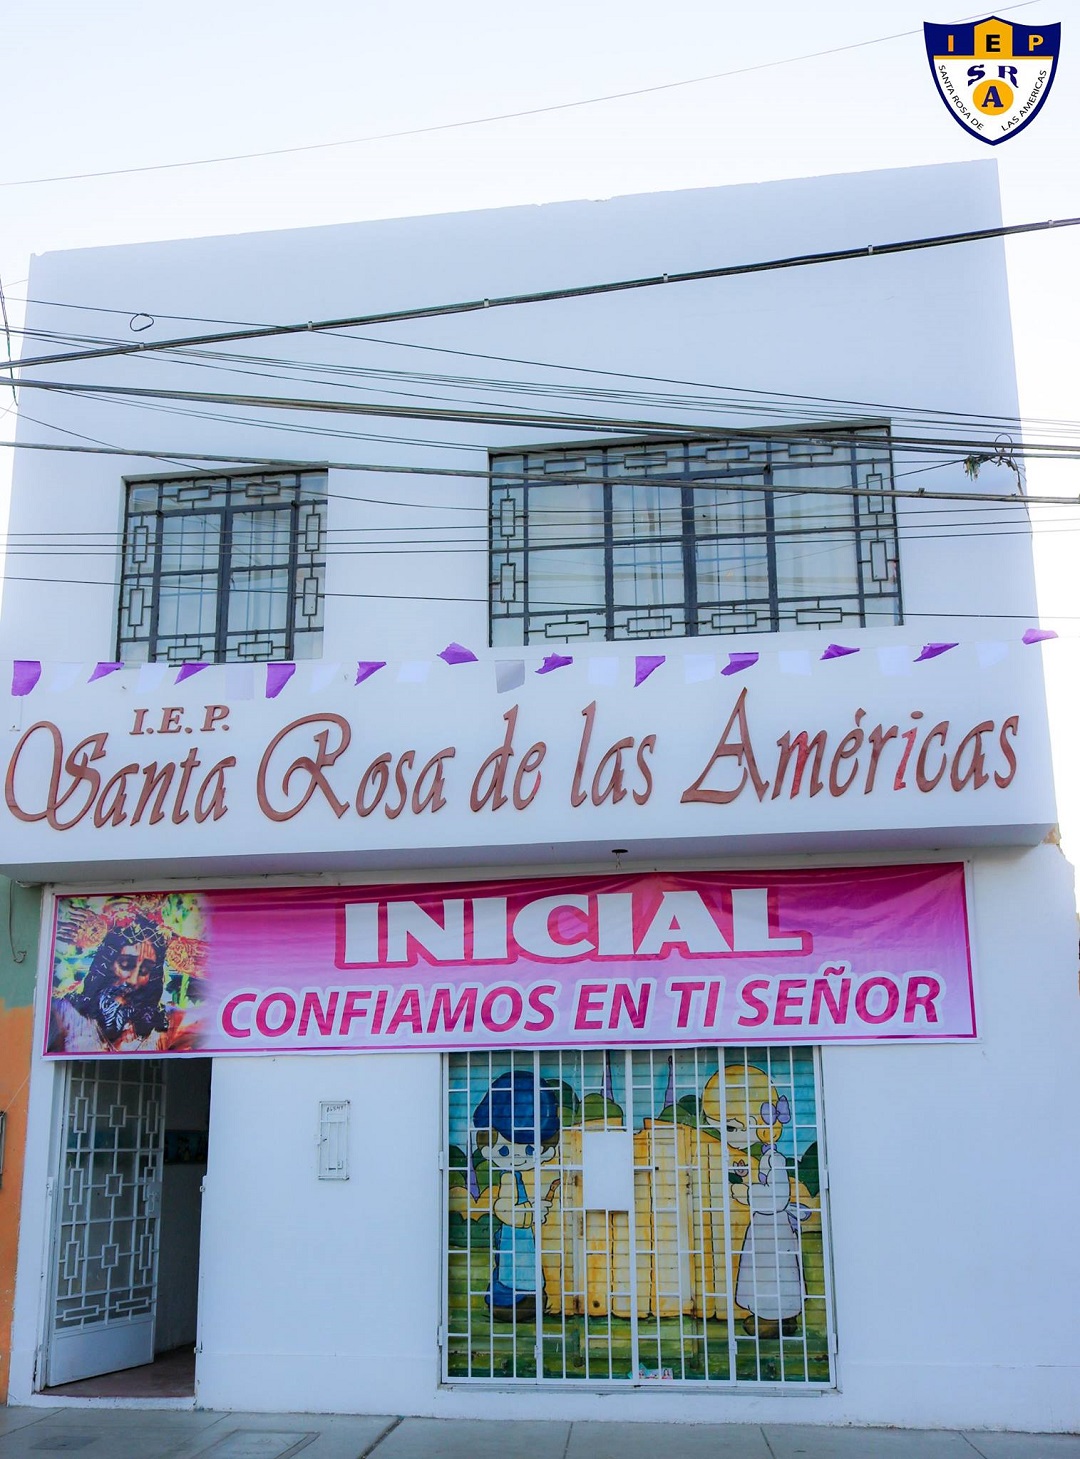 I E P
S R
A
SANTA ROSA DE LAS AMERICAS
I.E.P.
Santa Rosa de las Américas
INICIAL
CONFIAMOS EN TI SEÑOR